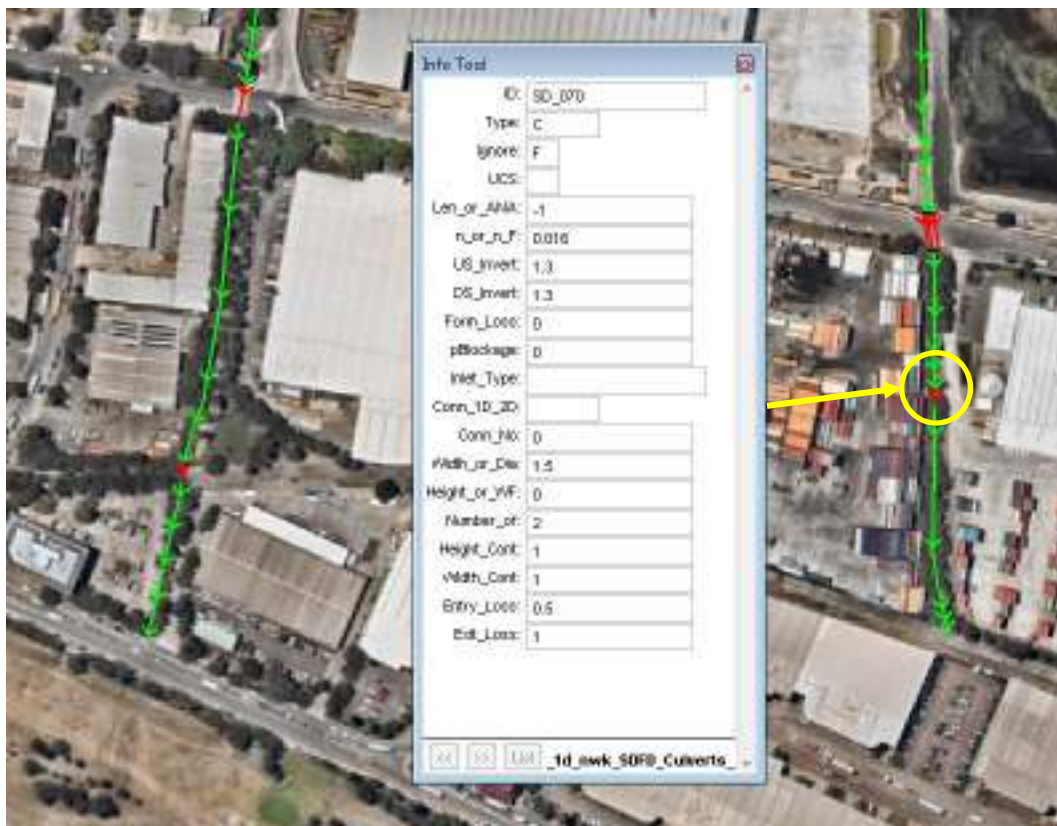 Info Tool
ID: SD_070
Type: C
Ignore: F
UCS:
Len_or_ANA: -1
n_or_n_F: 0.016
US_Invert: 1.3
DS_Invert: 1.3
Form_Loss: 0
pBlockage: 0
Inlet_Type:
Conn_1D_2D:
Conn_No: 0
Width_or_Dia: 1.5
Height_or_WF: 0
Number_of: 2
Height_Cont: 1
Width_Cont: 1
Entry_Loss: 0.5
Exit_Loss: 1
<< >> List _1d_nwk_SDFD_Culverts_